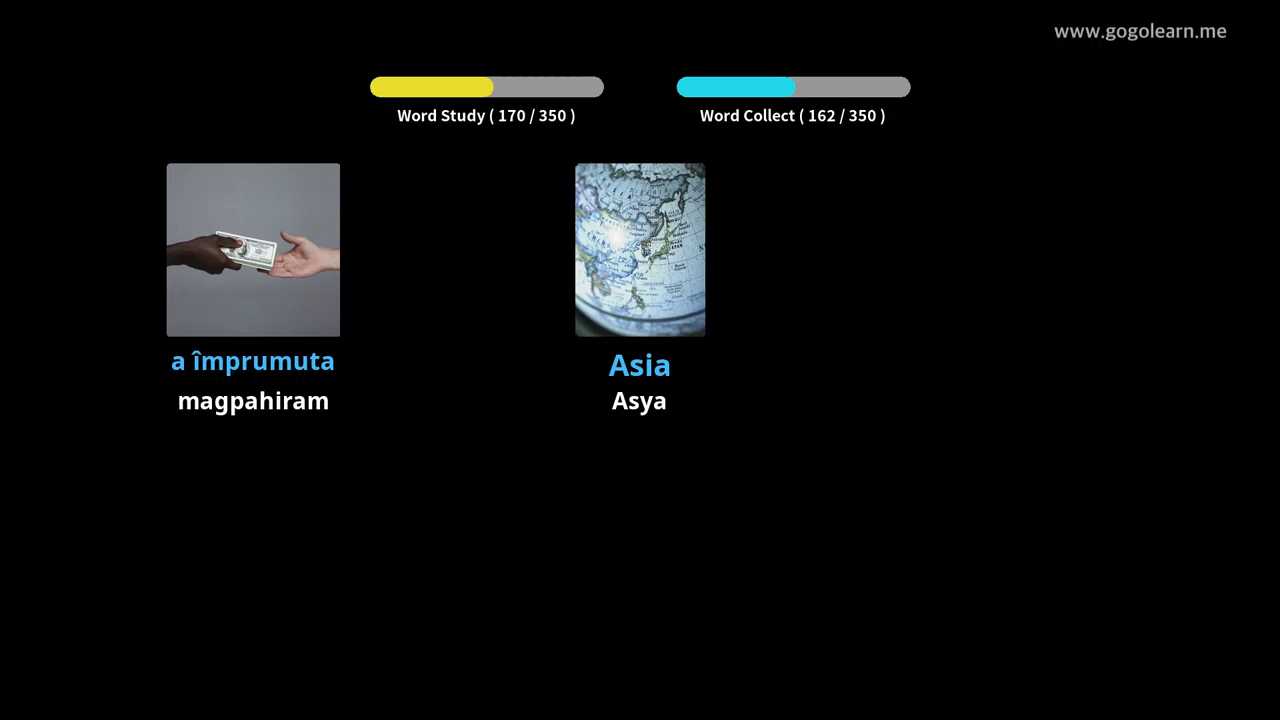 www.gogolearn.me
Word Study ( 170 / 350 )
Word Collect ( 162 / 350 )
a împrumuta
magpahiram
Asia
Asya